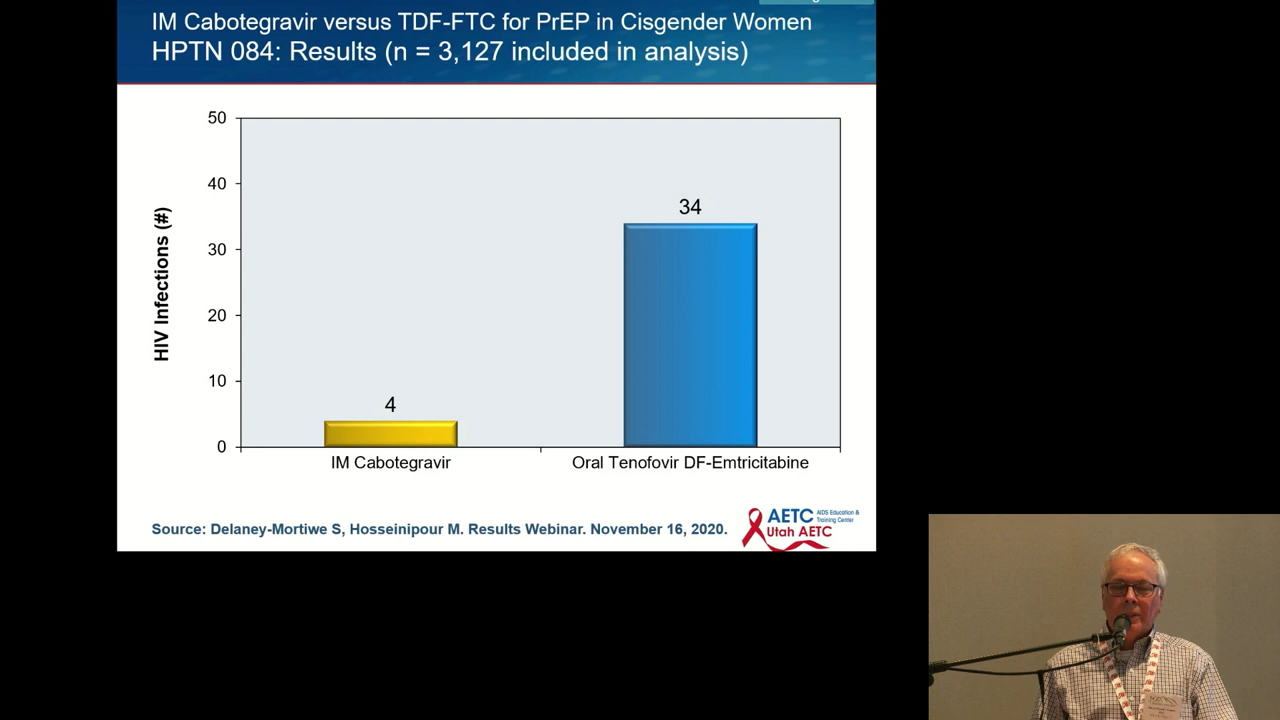 IM Cabotegravir versus TDF-FTC for PrEP in Cisgender Women
HPTN 084: Results (n = 3,127 included in analysis)
50
40
30
20
10
0
HIV Infections (#)
4
34
IM Cabotegravir
Oral Tenofovir DF-Emtricitabine
Source: Delaney-Mortiwe S, Hosseinipour M. Results Webinar. November 16, 2020.
AETC
AIDS Education &
Training Center
Utah AETC